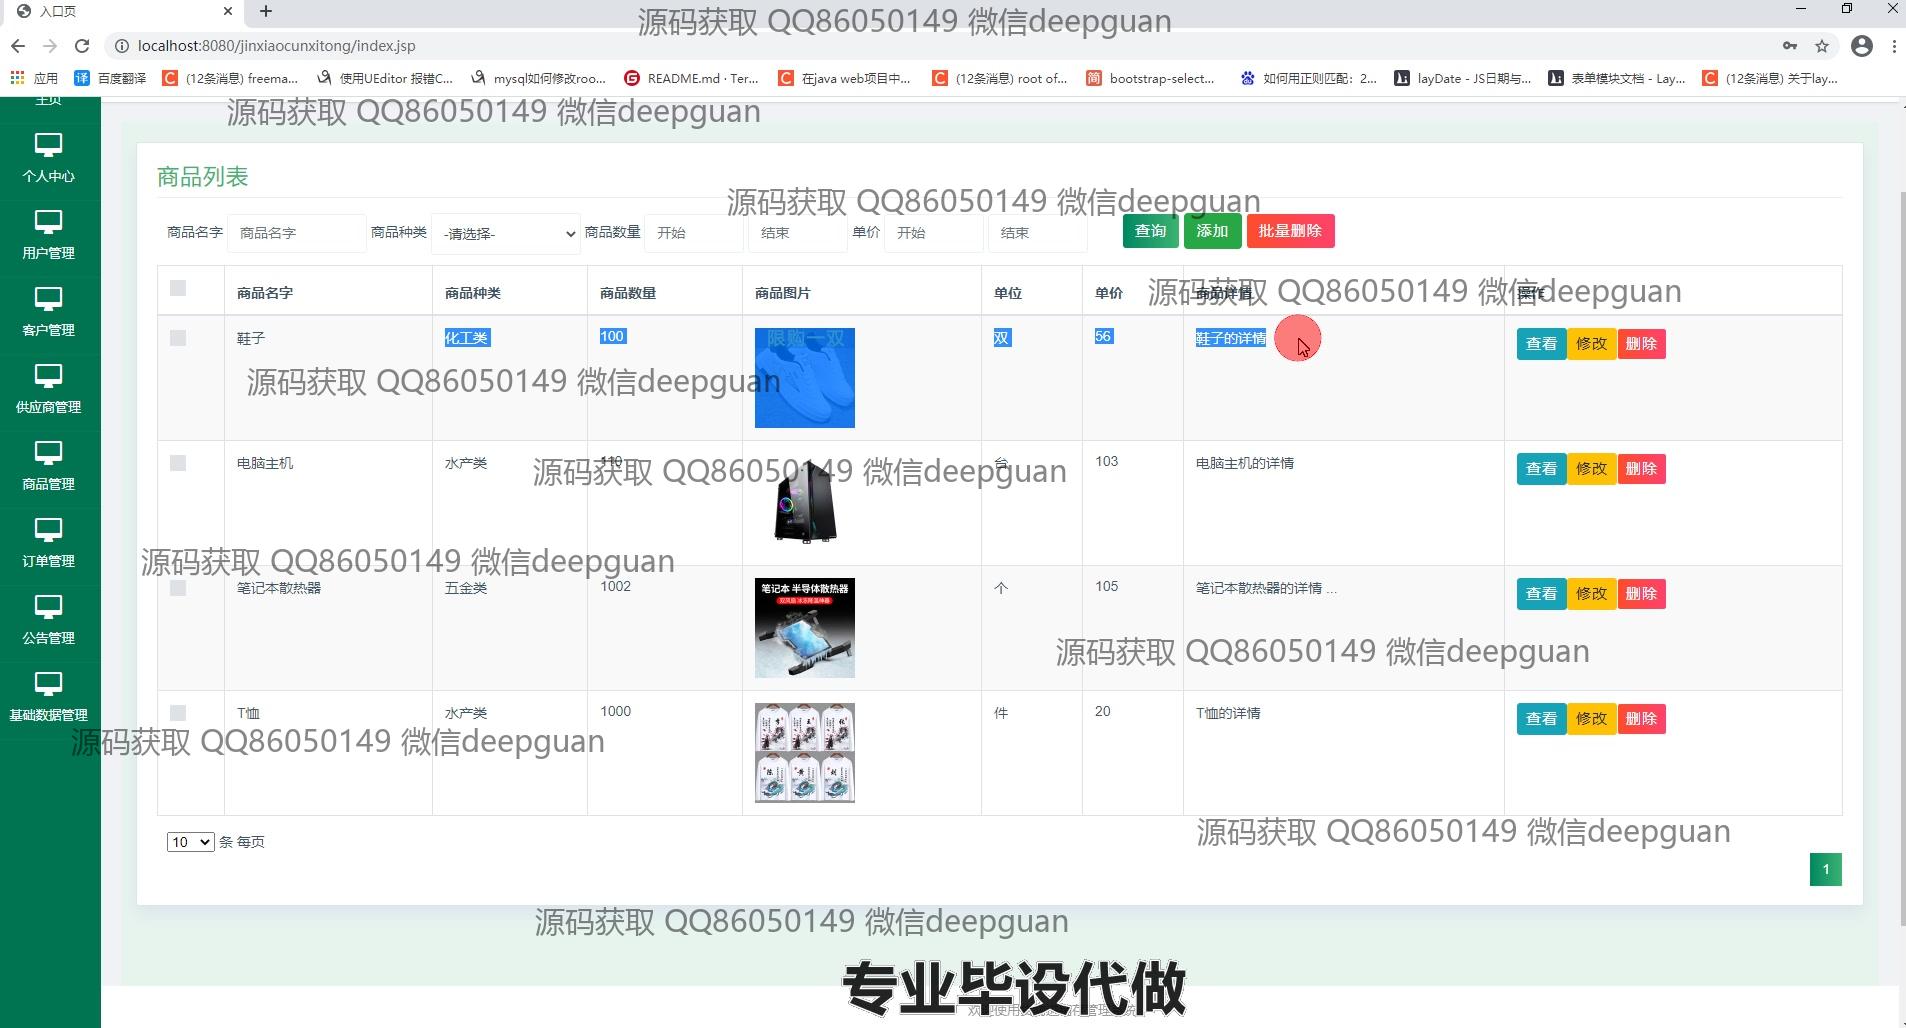 入口页
源码获取 QQ86050149 微信deepguan
localhost:8080/jinxiaocunxitong/index.jsp
应用 百度翻译 (12条消息) freema... 使用UEditor 报错C... mysql如何修改roo... README.md · Ter... 在java web项目中... (12条消息) root of... bootstrap-select... 如何用正则匹配：2... layDate - JS日期与... 表单模块文档 - Lay... (12条消息) 关于lay...
主页
源码获取 QQ86050149 微信deepguan
个人中心
商品列表
源码获取 QQ86050149 微信deepguan
用户管理
商品名字 商品名字 商品种类 -请选择- 商品数量 开始 结束 单价 开始 结束 查询 添加 批量删除
商品名字 商品种类 商品数量 商品图片 单位 单价 商品详情 操作
源码获取 QQ86050149 微信deepguan
客户管理
鞋子 化工类 100 限购一双 双 56 鞋子的详情 查看 修改 删除
源码获取 QQ86050149 微信deepguan
供应商管理
电脑主机 水产类 110 台 103 电脑主机的详情 查看 修改 删除
源码获取 QQ86050149 微信deepguan
商品管理
源码获取 QQ86050149 微信deepguan
订单管理
笔记本散热器 五金类 1002 笔记本 半导体散热器 个 105 笔记本散热器的详情 ... 查看 修改 删除
公告管理
源码获取 QQ86050149 微信deepguan
T恤 水产类 1000 件 20 T恤的详情 查看 修改 删除
基础数据管理
源码获取 QQ86050149 微信deepguan
10 条 每页
源码获取 QQ86050149 微信deepguan
1
源码获取 QQ86050149 微信deepguan
专业毕设代做